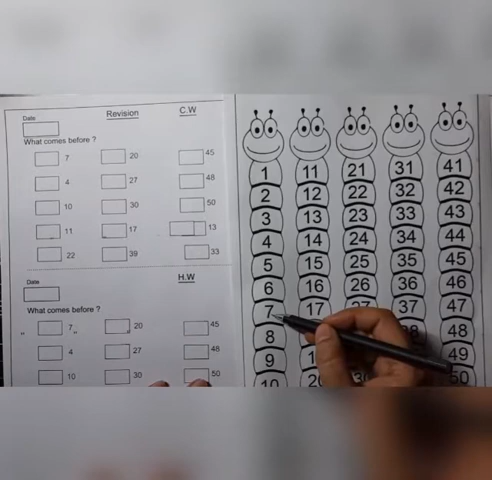 Date Revision C.W
What comes before ?
7 20 45
4 27 48
10 30 50
11 17 13
22 39 33
Date H.W
What comes before ?
" 7,, 20 45
4 27 48
10 30 50
1 11 21 31 41
2 12 22 32 42
3 13 23 33 43
4 14 24 34 44
5 15 25 35 45
6 16 26 36 46
7 17 27 37 47
8 48
9 49
10 20 50